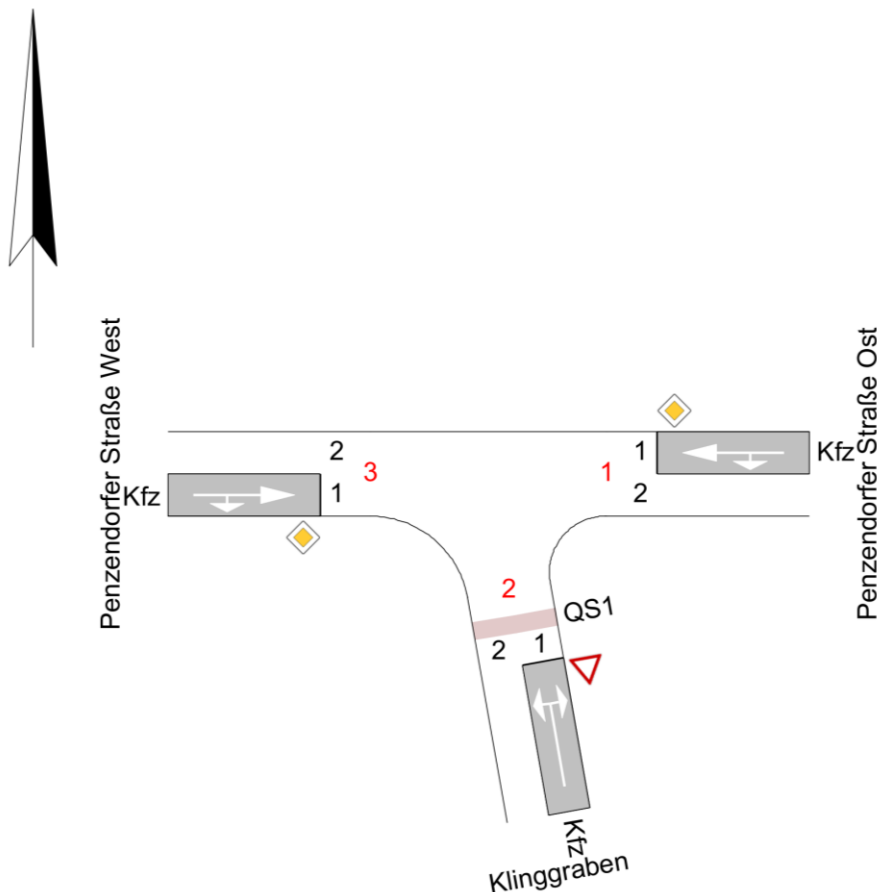 Penzendorfer Straße West
Penzendorfer Straße Ost
2
3
1
1
Kfz
Kfz
1
2
2
QS1
2
1
Kfz
Klinggraben